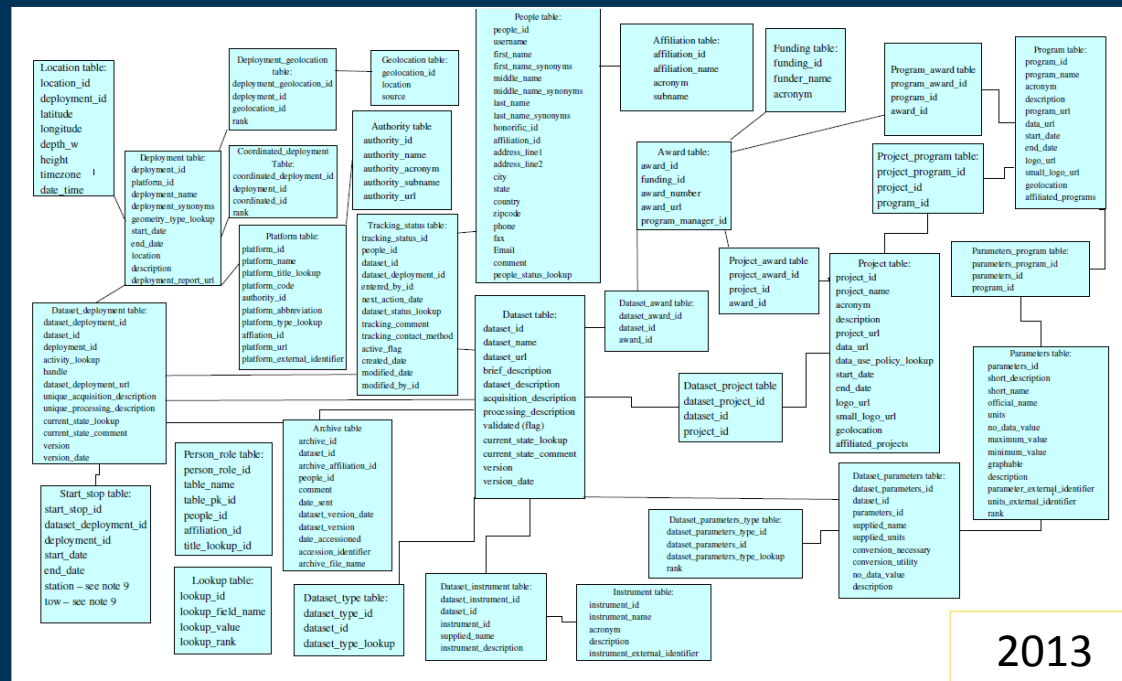 Location table:
location_id
deployment_id
latitude
longitude
depth_w
height
timezone
date_time
Deployment_geolocation
table:
deployment_geolocation_id
deployment_id
geolocation_id
rank
Geolocation table:
geolocation_id
location
source
People table:
people_id
username
first_name
first_name_synonyms
middle_name
middle_name_synonyms
last_name
last_name_synonyms
honorific_id
affiliation_id
address_line1
address_line2
city
state
country
zipcode
phone
fax
Email
comment
people_status_lookup
Affiliation table:
affiliation_id
affiliation_name
acronym
subname
Funding table:
funding_id
funder_name
acronym
Program_award table
program_award_id
program_id
award_id
Program table:
program_id
program_name
acronym
description
program_url
data_url
start_date
end_date
logo_url
small_logo_url
geolocation
affiliated_programs
Deployment table:
deployment_id
platform_id
deployment_name
deployment_synonyms
geometry_type_lookup
start_date
end_date
location
description
deployment_report_url
Coordinated_deployment
Table:
coordinated_deployment_id
deployment_id
coordinated_id
rank
Authority table
authority_id
authority_name
authority_acronym
authority_subname
authority_url
Award table:
award_id
funding_id
award_number
award_url
program_manager_id
Project_program table:
project_program_id
project_id
program_id
Platform table:
platform_id
platform_name
platform_title_lookup
platform_code
authority_id
platform_abbreviation
platform_type_lookup
affiation_id
platform_url
platform_external_identifier
Tracking_status table:
tracking_status_id
people_id
dataset_id
dataset_deployment_id
entered_by_id
next_action_date
dataset_status_lookup
tracking_comment
tracking_contact_method
active_flag
created_date
modified_date
modified_by_id
Project_award table
project_award_id
project_id
award_id
Project table:
project_id
project_name
acronym
description
project_url
data_url
data_use_policy_lookup
start_date
end_date
logo_url
small_logo_url
geolocation
affiliated_projects
Parameters_program table:
parameters_program_id
parameters_id
program_id
Dataset_deployment table:
dataset_deployment_id
dataset_id
deployment_id
activity_lookup
handle
dataset_deployment_url
unique_acquisition_description
unique_processing_description
current_state_lookup
current_state_comment
version
version_date
Dataset table:
dataset_id
dataset_name
dataset_url
brief_description
dataset_description
acquisition_description
processing_description
validated (flag)
current_state_lookup
current_state_comment
version
version_date
Dataset_award table:
dataset_award_id
dataset_id
award_id
Dataset_project table
dataset_project_id
dataset_id
project_id
Parameters table:
parameters_id
short_description
short_name
official_name
units
no_data_value
maximum_value
minimum_value
graphable
description
parameter_external_identifier
units_external_identifier
rank
Archive table
archive_id
dataset_id
archive_affiliation_id
people_id
comment
date_sent
dataset_version_date
dataset_version
date_accessioned
accession_identifier
archive_file_name
Person_role table:
person_role_id
table_name
table_pk_id
people_id
affiliation_id
title_lookup_id
Start_stop table:
start_stop_id
dataset_deployment_id
deployment_id
start_date
end_date
station – see note 9
tow – see note 9
Dataset_parameters table:
dataset_parameters_id
dataset_id
parameters_id
supplied_name
supplied_units
conversion_necessary
conversion_utility
no_data_value
description
Dataset_parameters_type table:
dataset_parameters_type_id
dataset_parameters_id
dataset_parameters_type_lookup
rank
Lookup table:
lookup_id
lookup_field_name
lookup_value
lookup_rank
Dataset_type table:
dataset_type_id
dataset_id
dataset_type_lookup
Dataset_instrument table:
dataset_instrument_id
dataset_id
instrument_id
supplied_name
instrument_description
Instrument table:
instrument_id
instrument_name
acronym
description
instrument_external_identifier
2013